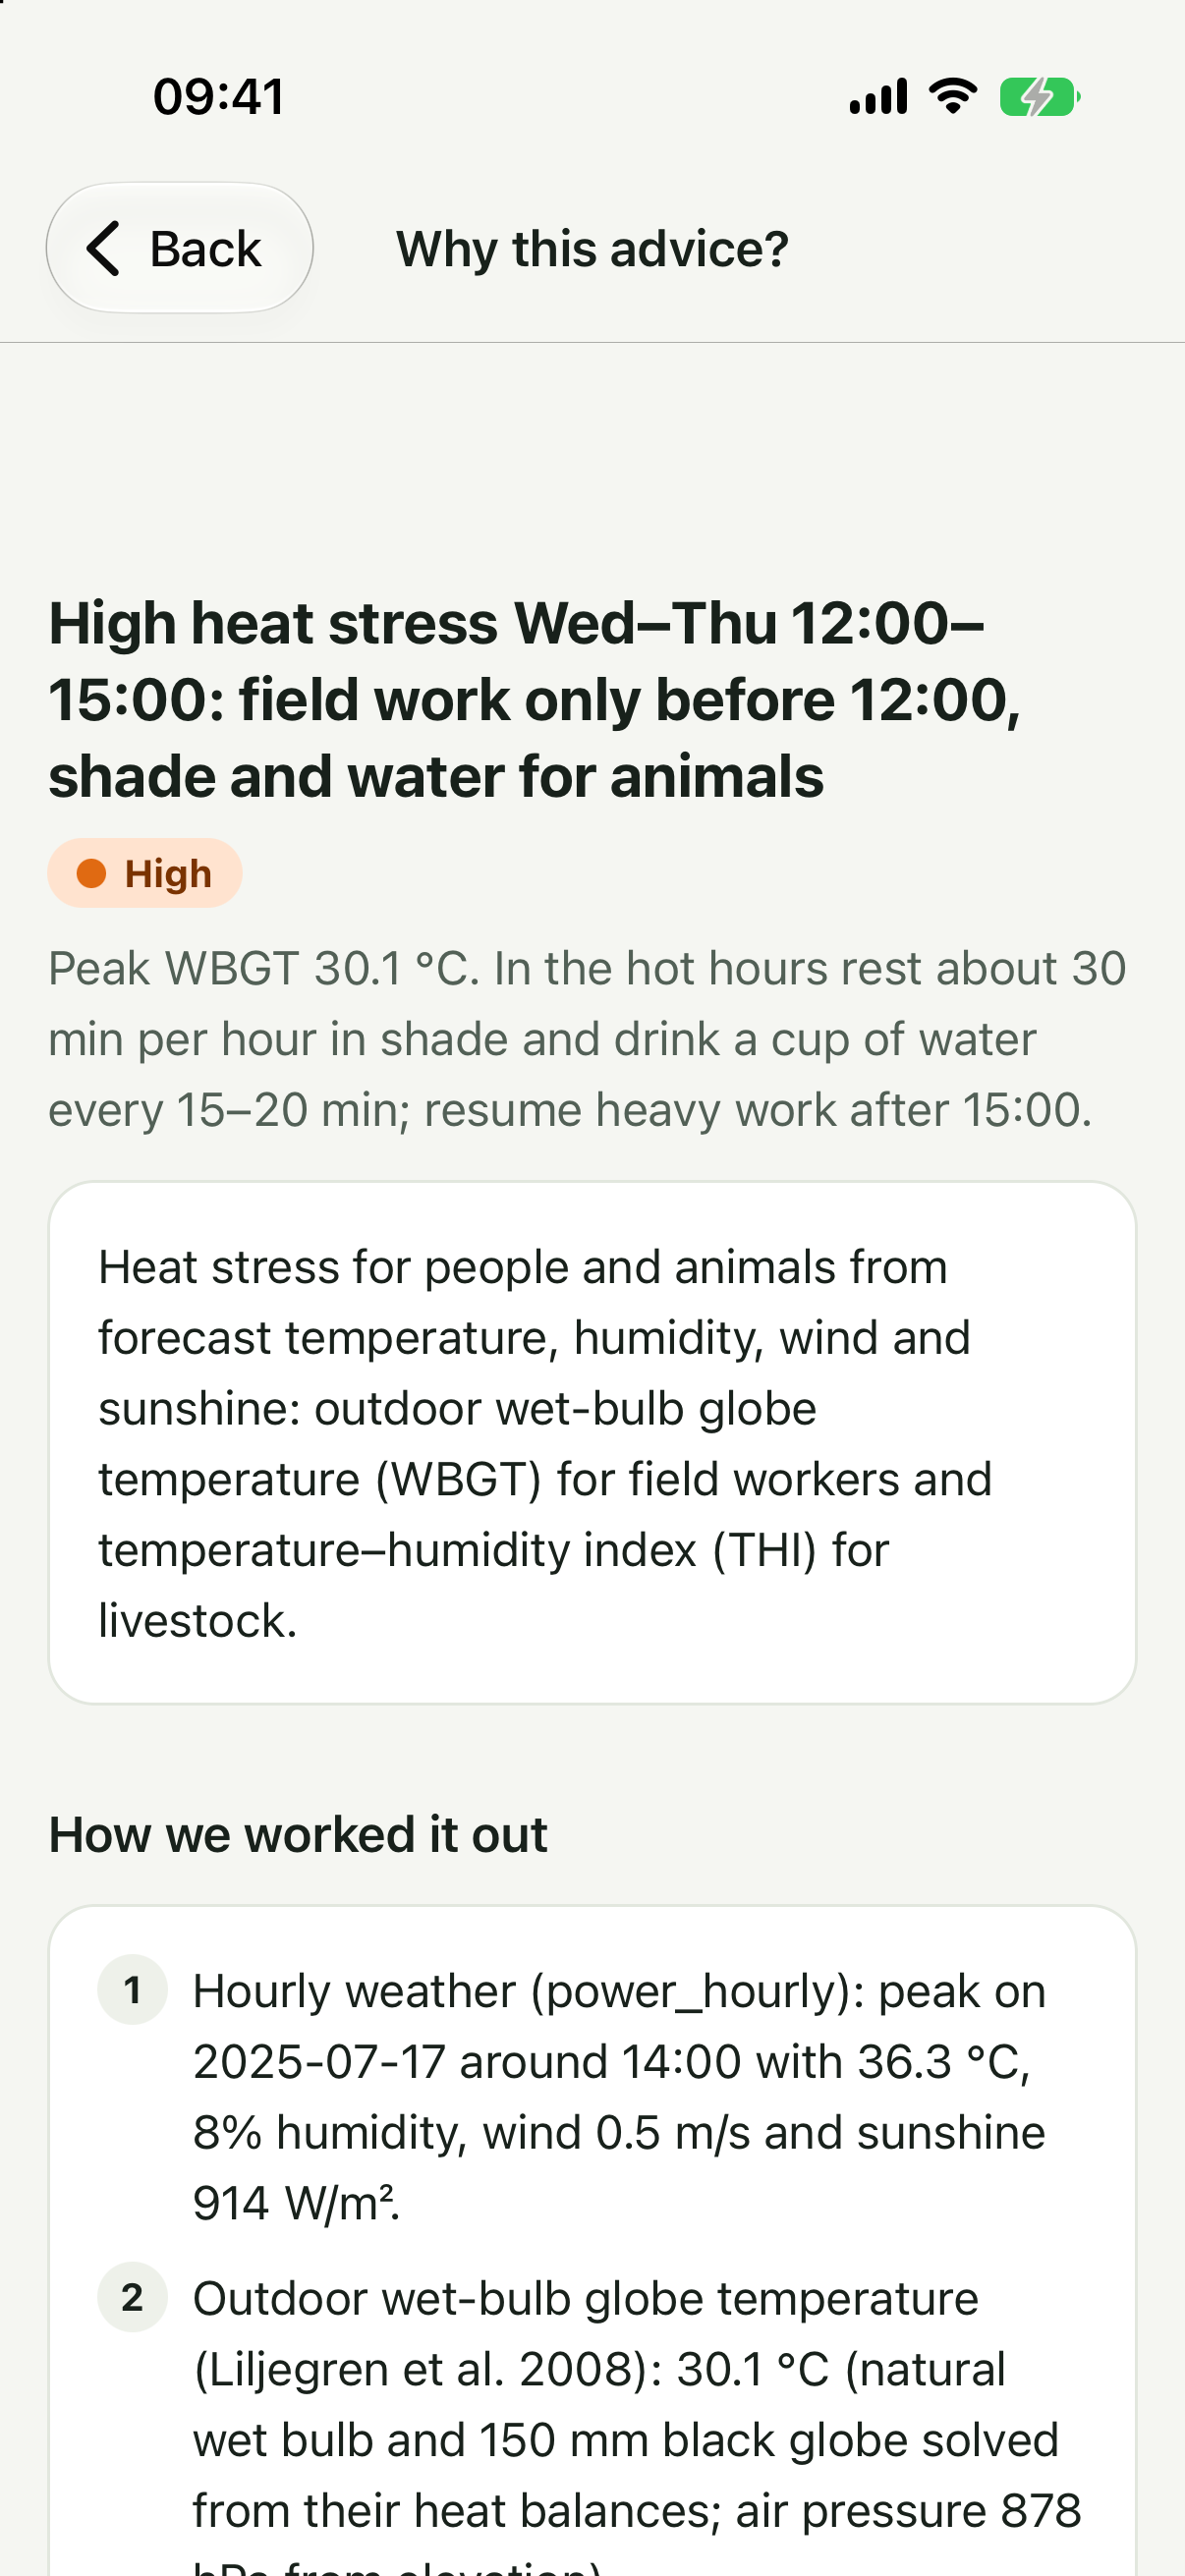 09:41
Back
Why this advice?
High heat stress Wed–Thu 12:00–
15:00: field work only before 12:00,
shade and water for animals
High
Peak WBGT 30.1 °C. In the hot hours rest about 30
min per hour in shade and drink a cup of water
every 15–20 min; resume heavy work after 15:00.
Heat stress for people and animals from
forecast temperature, humidity, wind and
sunshine: outdoor wet-bulb globe
temperature (WBGT) for field workers and
temperature–humidity index (THI) for
livestock.
How we worked it out
1 Hourly weather (power_hourly): peak on
2025-07-17 around 14:00 with 36.3 °C,
8% humidity, wind 0.5 m/s and sunshine
914 W/m².
2 Outdoor wet-bulb globe temperature
(Liljegren et al. 2008): 30.1 °C (natural
wet bulb and 150 mm black globe solved
from their heat balances; air pressure 878
hPa from elevation)